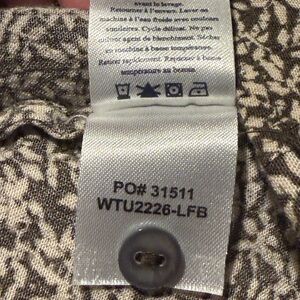 avant le lavage.
Retourner à l'envers. Laver en
machine à l'eau froide avec couleurs
similaires. Cycle délicat. Ne pas
utiliser agent de blanchiment. Sécher
en machine à basse température.
Retirer rapidement. Repasser à basse
température au besoin.
PO# 31511
WTU2226-LFB